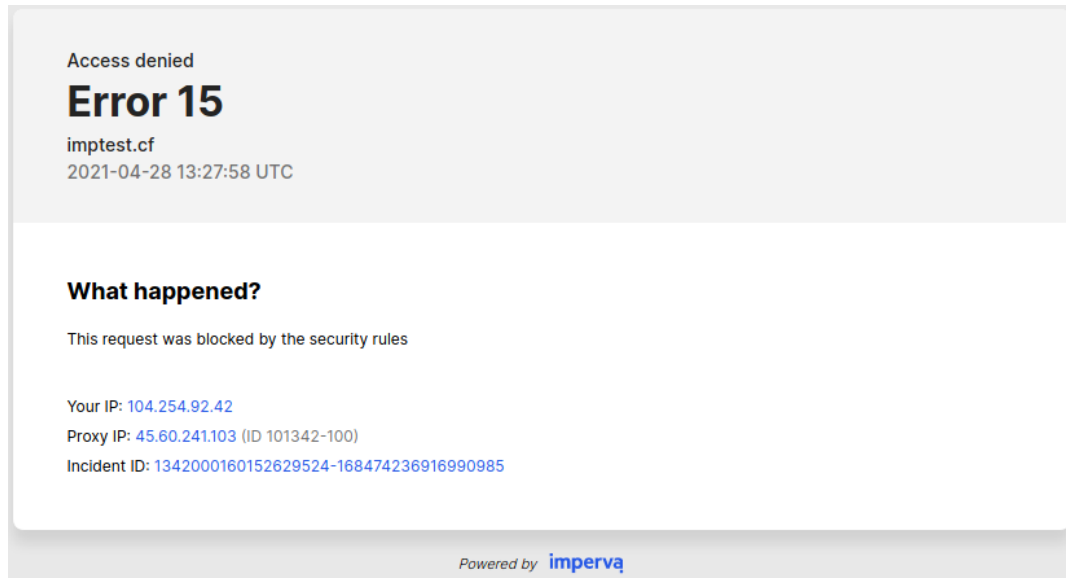 Access denied
Error 15
imptest.cf
2021-04-28 13:27:58 UTC
What happened?
This request was blocked by the security rules
Your IP: 104.254.92.42
Proxy IP: 45.60.241.103 (ID 101342-100)
Incident ID: 1342000160152629524-168474236916990985
Powered by imperva